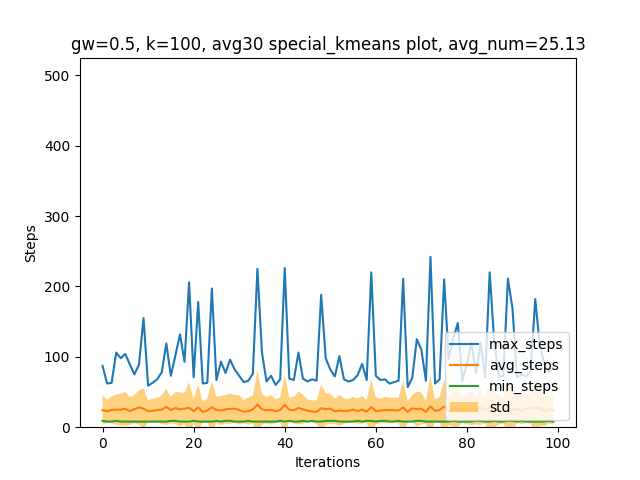 gw=0.5, k=100, avg30 special_kmeans plot, avg_num=25.13
500
400
300
200
100
0
Steps
max_steps
avg_steps
min_steps
std
0
20
40
60
80
100
Iterations